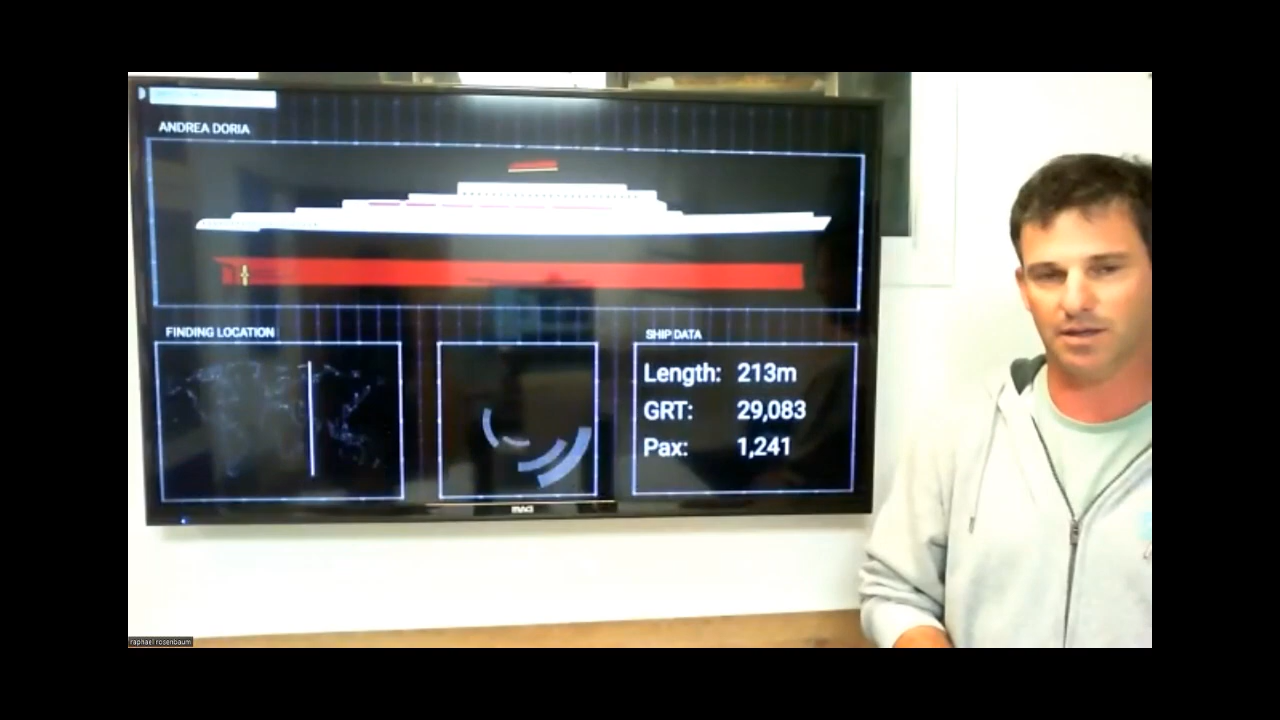 ANDREA DORIA
FINDING LOCATION
SHIP DATA
Length: 213m
GRT: 29,083
Pax: 1,241
raphael rosenbaum